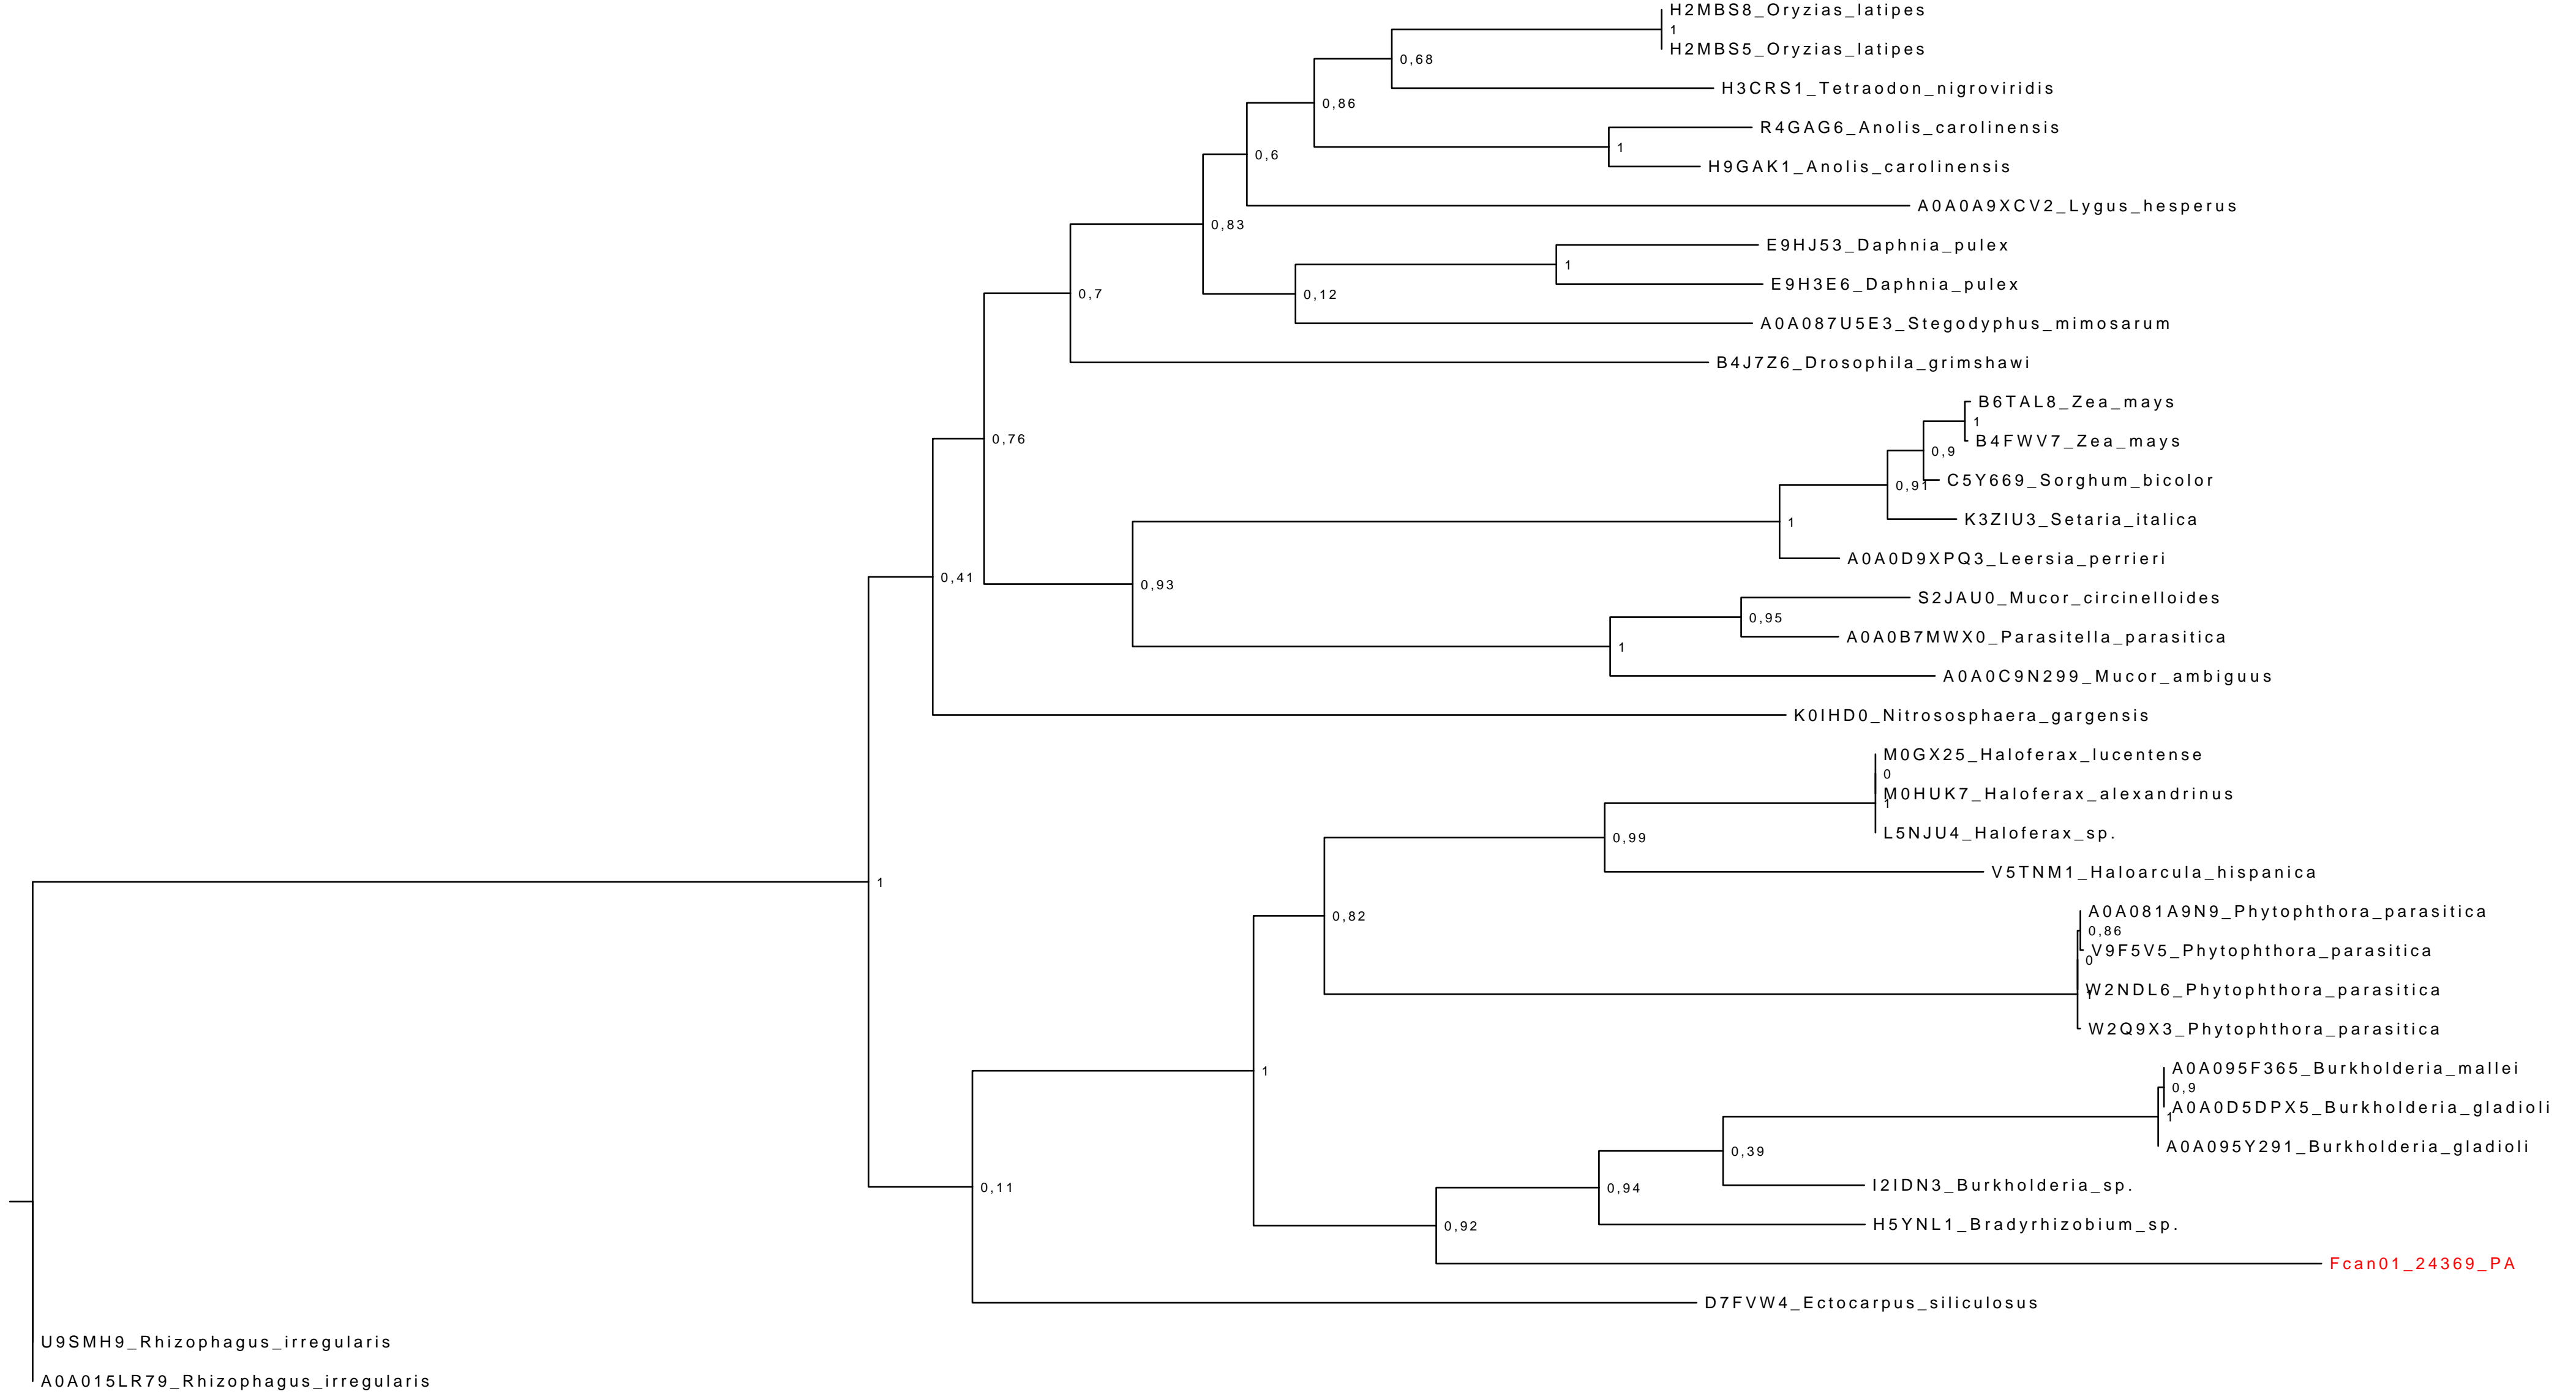 H2MBS8_Oryzias_latipes
1
H2MBS5_Oryzias_latipes
0,68
H3CRS1_Tetraodon_nigroviridis
0,86
R4GAG6_Anolis_carolinensis
1
0,6
H9GAK1_Anolis_carolinensis
A0A0A9XCV2_Lygus_hesperus
0,83
E9HJ53_Daphnia_pulex
1
E9H3E6_Daphnia_pulex
0,7
0,12
A0A087U5E3_Stegodyphus_mimosarum
B4J7Z6_Drosophila_grimshawi
B6TAL8_Zea_mays
1
0,76
B4FWV7_Zea_mays
0,9
C5Y669_Sorghum_bicolor
0,91
K3ZIU3_Setaria_italica
1
A0A0D9XPQ3_Leersia_perrieri
0,41
0,93
S2JAU0_Mucor_circinelloides
0,95
A0A0B7MWX0_Parasitella_parasitica
1
A0A0C9N299_Mucor_ambiguus
K0IHD0_Nitrososphaera_gargensis
M0GX25_Haloferax_lucentense
0
M0HUK7_Haloferax_alexandrinus
1
L5NJU4_Haloferax_sp.
0,99
V5TNM1_Haloarcula_hispanica
1
A0A081A9N9_Phytophthora_parasitica
0,82
0,86
V9F5V5_Phytophthora_parasitica
0
W2NDL6_Phytophthora_parasitica
1
W2Q9X3_Phytophthora_parasitica
A0A095F365_Burkholderia_mallei
1
0,9
A0A0D5DPX5_Burkholderia_gladioli
1
A0A095Y291_Burkholderia_gladioli
0,39
I2IDN3_Burkholderia_sp.
0,11
0,94
H5YNL1_Bradyrhizobium_sp.
0,92
Fcan01_24369_PA
D7FVW4_Ectocarpus_siliculosus
U9SMH9_Rhizophagus_irregularis
A0A015LR79_Rhizophagus_irregularis